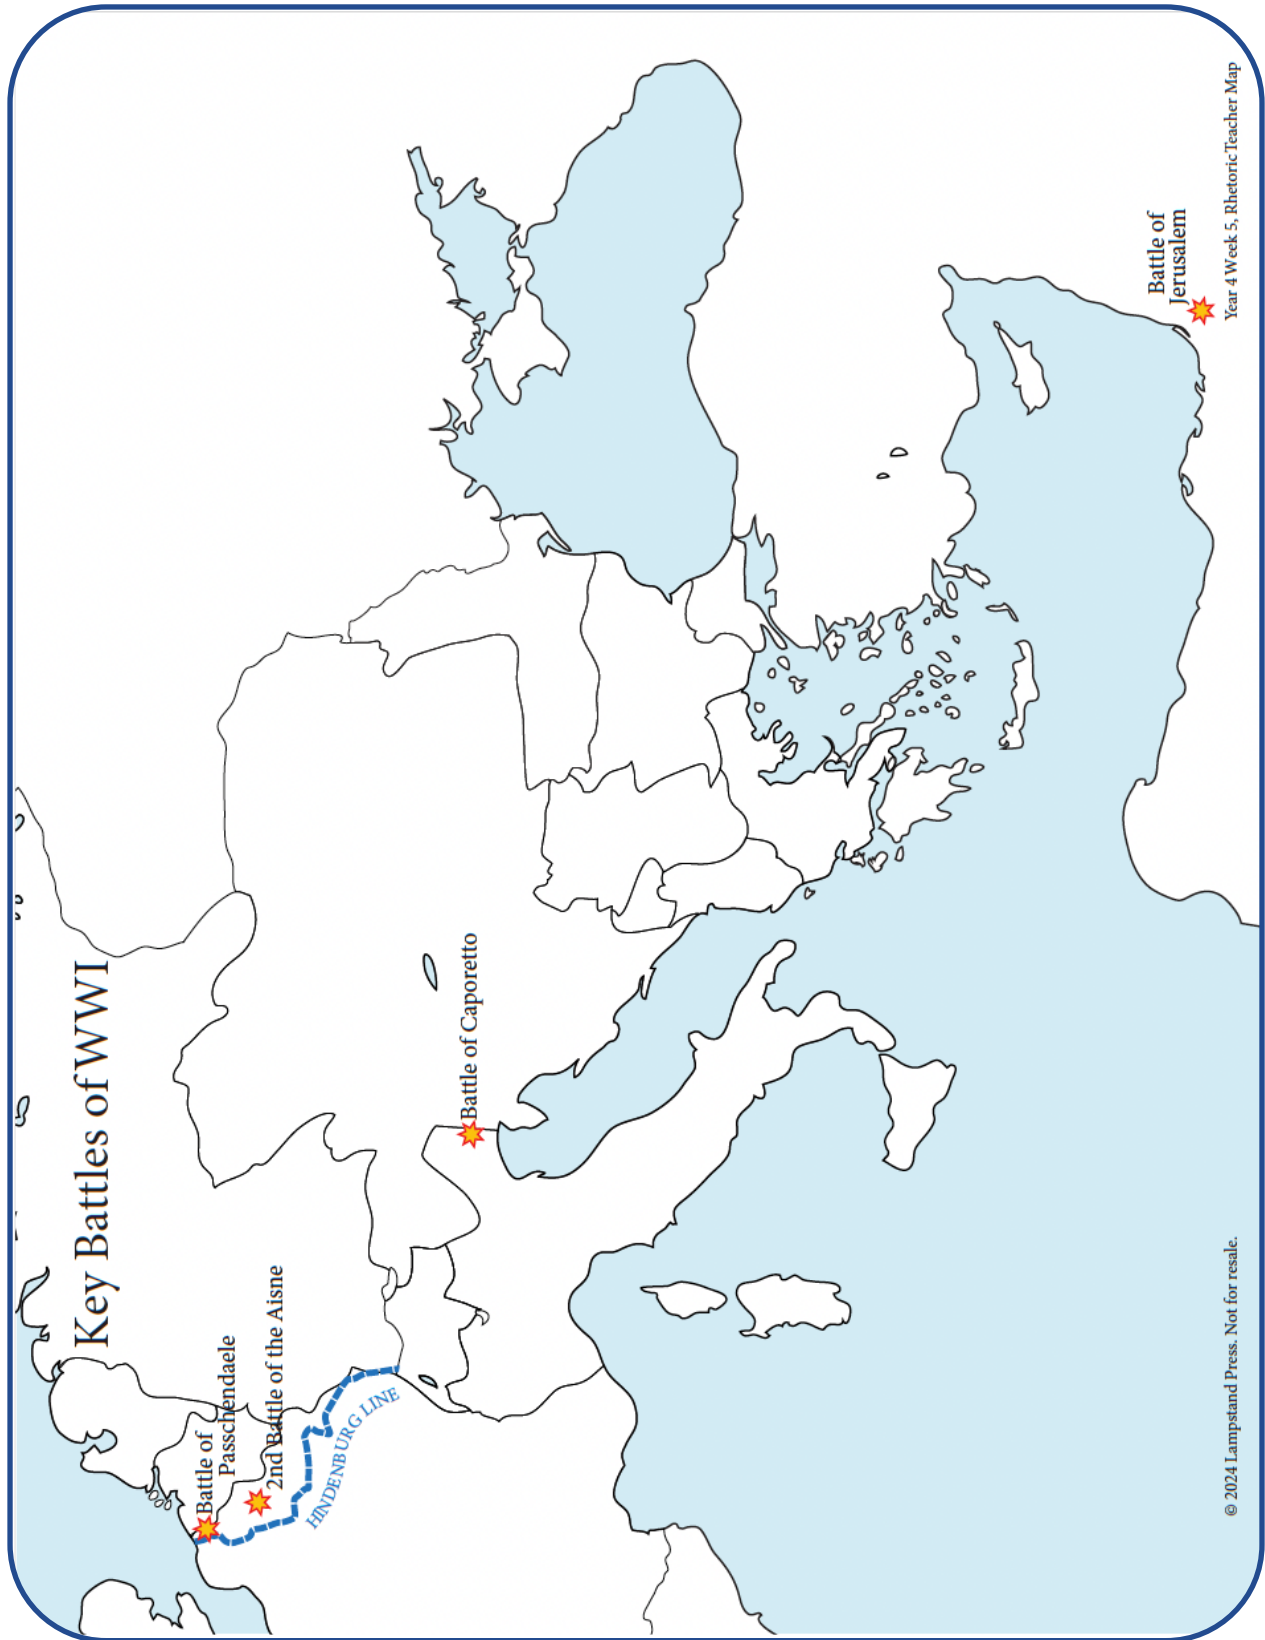 Key Battles of WWI
Battle of
Passchendaele
2nd Battle of the Aisne
HINDENBURG LINE
Battle of Caporetto
Battle of
Jerusalem
© 2024 Lampstand Press. Not for resale.
Year 4 Week 5, Rhetoric Teacher Map